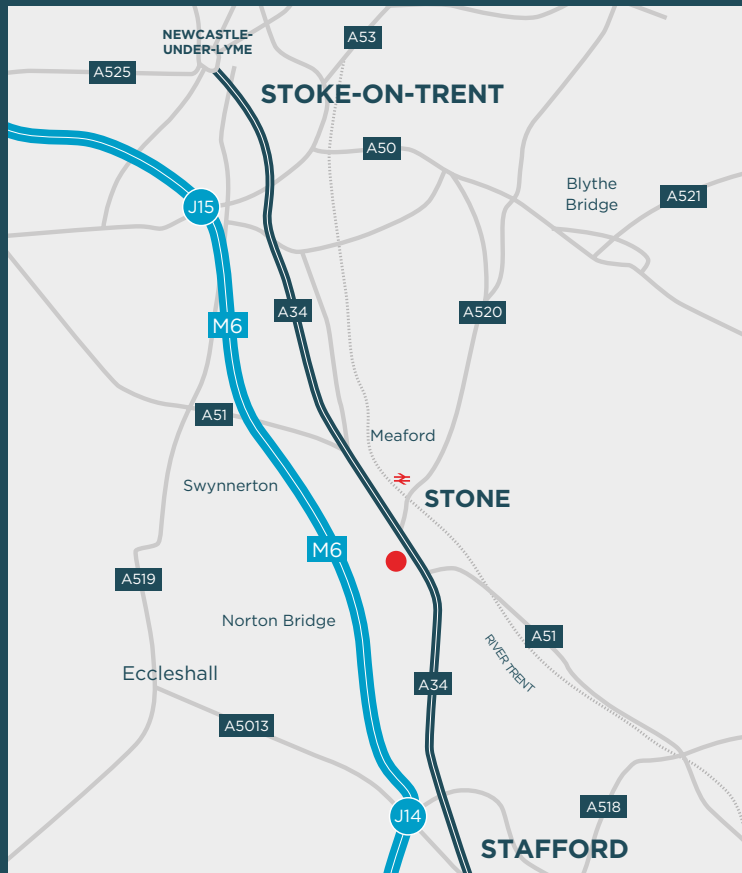 NEWCASTLE-
UNDER-LYME
A53
A525
STOKE-ON-TRENT
A50
Blythe
Bridge
A521
J15
A34
A520
M6
A51
Meaford
Swynnerton
STONE
M6
A519
Norton Bridge
A51
RIVER TRENT
Eccleshall
A34
A5013
A518
J14
STAFFORD